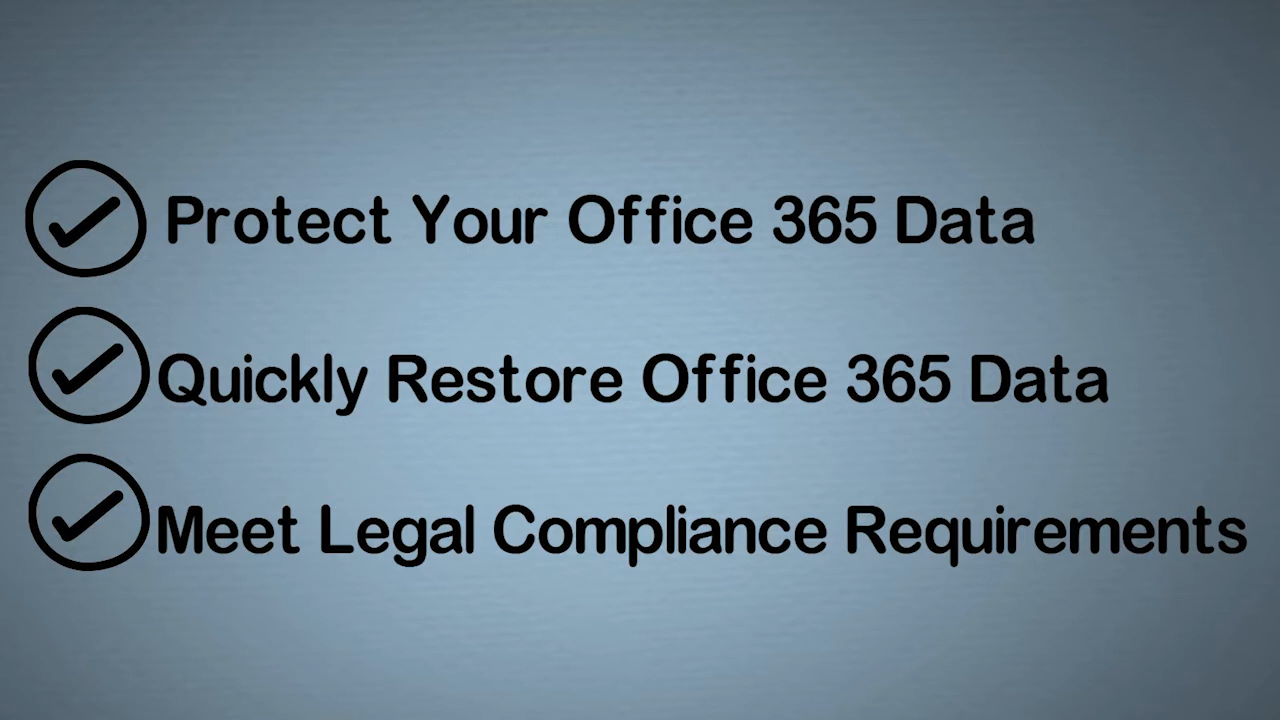 Protect Your Office 365 Data
Quickly Restore Office 365 Data
Meet Legal Compliance Requirements